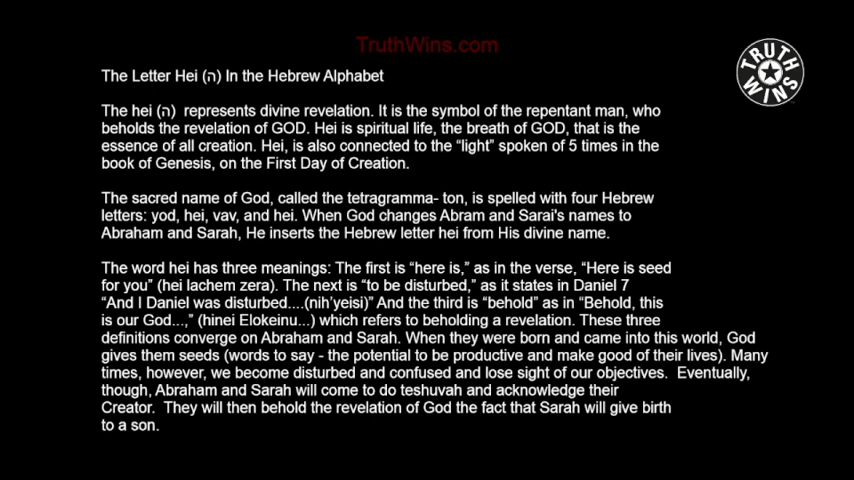 TruthWins.com
TRUTH
WINS
The Letter Hei (ה) In the Hebrew Alphabet
The hei (ה) represents divine revelation. It is the symbol of the repentant man, who
beholds the revelation of GOD. Hei is spiritual life, the breath of GOD, that is the
essence of all creation. Hei, is also connected to the “light” spoken of 5 times in the
book of Genesis, on the First Day of Creation.
The sacred name of God, called the tetragramma- ton, is spelled with four Hebrew
letters: yod, hei, vav, and hei. When God changes Abram and Sarai's names to
Abraham and Sarah, He inserts the Hebrew letter hei from His divine name.
The word hei has three meanings: The first is “here is,” as in the verse, “Here is seed
for you” (hei lachem zera). The next is “to be disturbed,” as it states in Daniel 7
“And I Daniel was disturbed....(nih’yeisi)” And the third is “behold” as in “Behold, this
is our God...,” (hinei Elokeinu...) which refers to beholding a revelation. These three
definitions converge on Abraham and Sarah. When they were born and came into this world, God
gives them seeds (words to say - the potential to be productive and make good of their lives). Many
times, however, we become disturbed and confused and lose sight of our objectives.  Eventually,
though, Abraham and Sarah will come to do teshuvah and acknowledge their
Creator.  They will then behold the revelation of God the fact that Sarah will give birth
to a son.